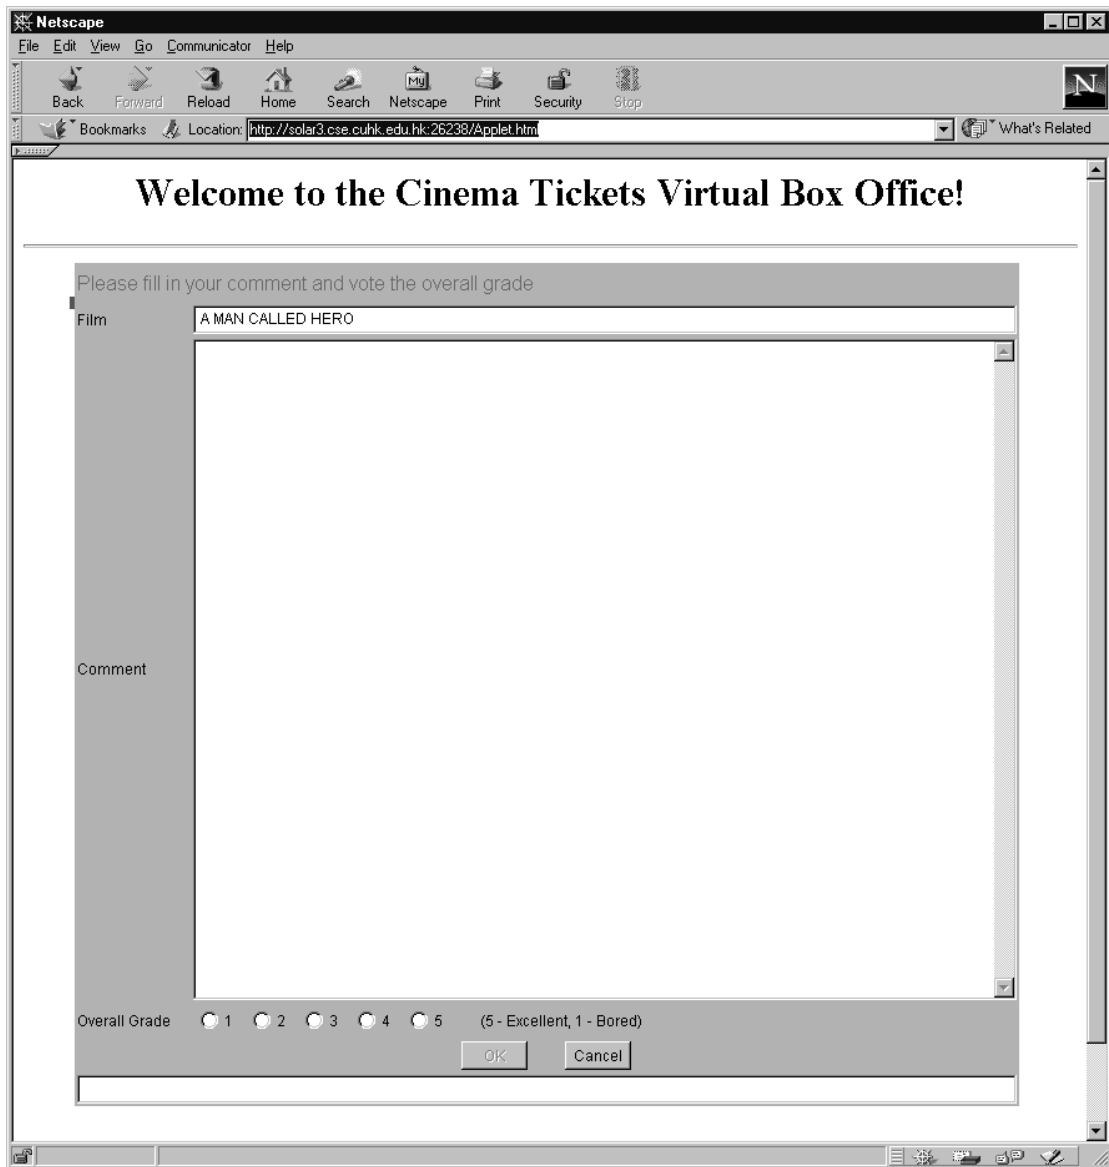 Netscape
File Edit View Go Communicator Help
My N
Back Forward Reload Home Search Netscape Print Security Stop
Bookmarks Location: http://solar3.cse.cuhk.edu.hk:26238/Applet.html What's Related
Welcome to the Cinema Tickets Virtual Box Office!
Please fill in your comment and vote the overall grade
Film A MAN CALLED HERO
Comment
Overall Grade 1 2 3 4 5 (5 - Excellent, 1 - Bored)
OK Cancel